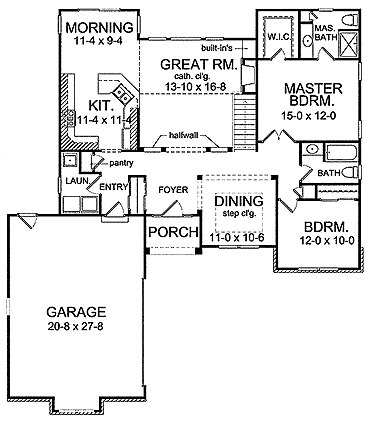 MORNING
11-4 x 9-4
built-in's
W.I.C.
MAS.
BATH
GREAT RM.
cath. clg.
13-10 x 16-8
MASTER
BDRM.
15-0 x 12-0
KIT.
11-4 x 11-4
halfwall
pantry
LAUN.
ENTRY
FOYER
BATH
DINING
step clg.
11-0 x 10-6
BDRM.
12-0 x 10-0
PORCH
GARAGE
20-8 x 27-8